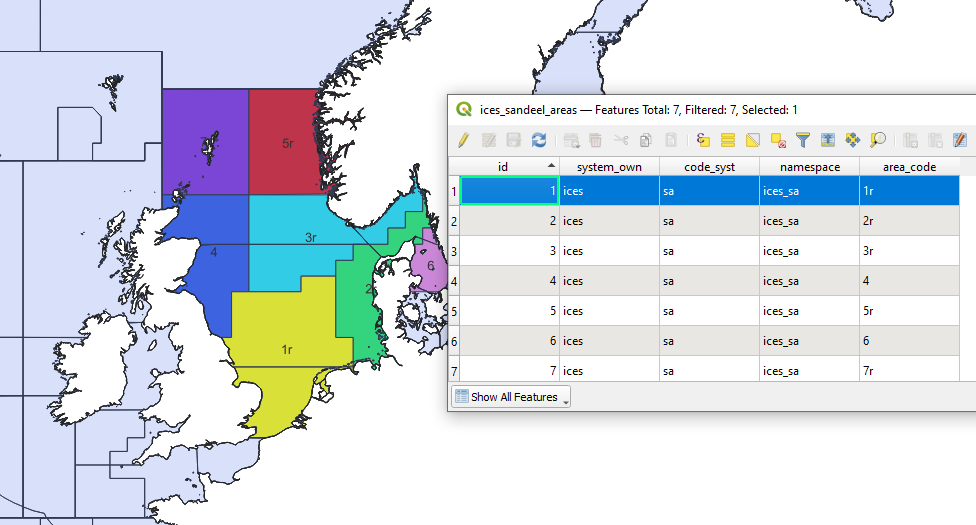 ices_sandeel_areas — Features Total: 7, Filtered: 7, Selected: 1
id system_own code_syst namespace area_code
1 1 ices sa ices_sa 1r
2 2 ices sa ices_sa 2r
3 3 ices sa ices_sa 3r
4 4 ices sa ices_sa 4
5 5 ices sa ices_sa 5r
6 6 ices sa ices_sa 6
7 7 ices sa ices_sa 7r
Show All Features
5r
3r
4
6
2
1r